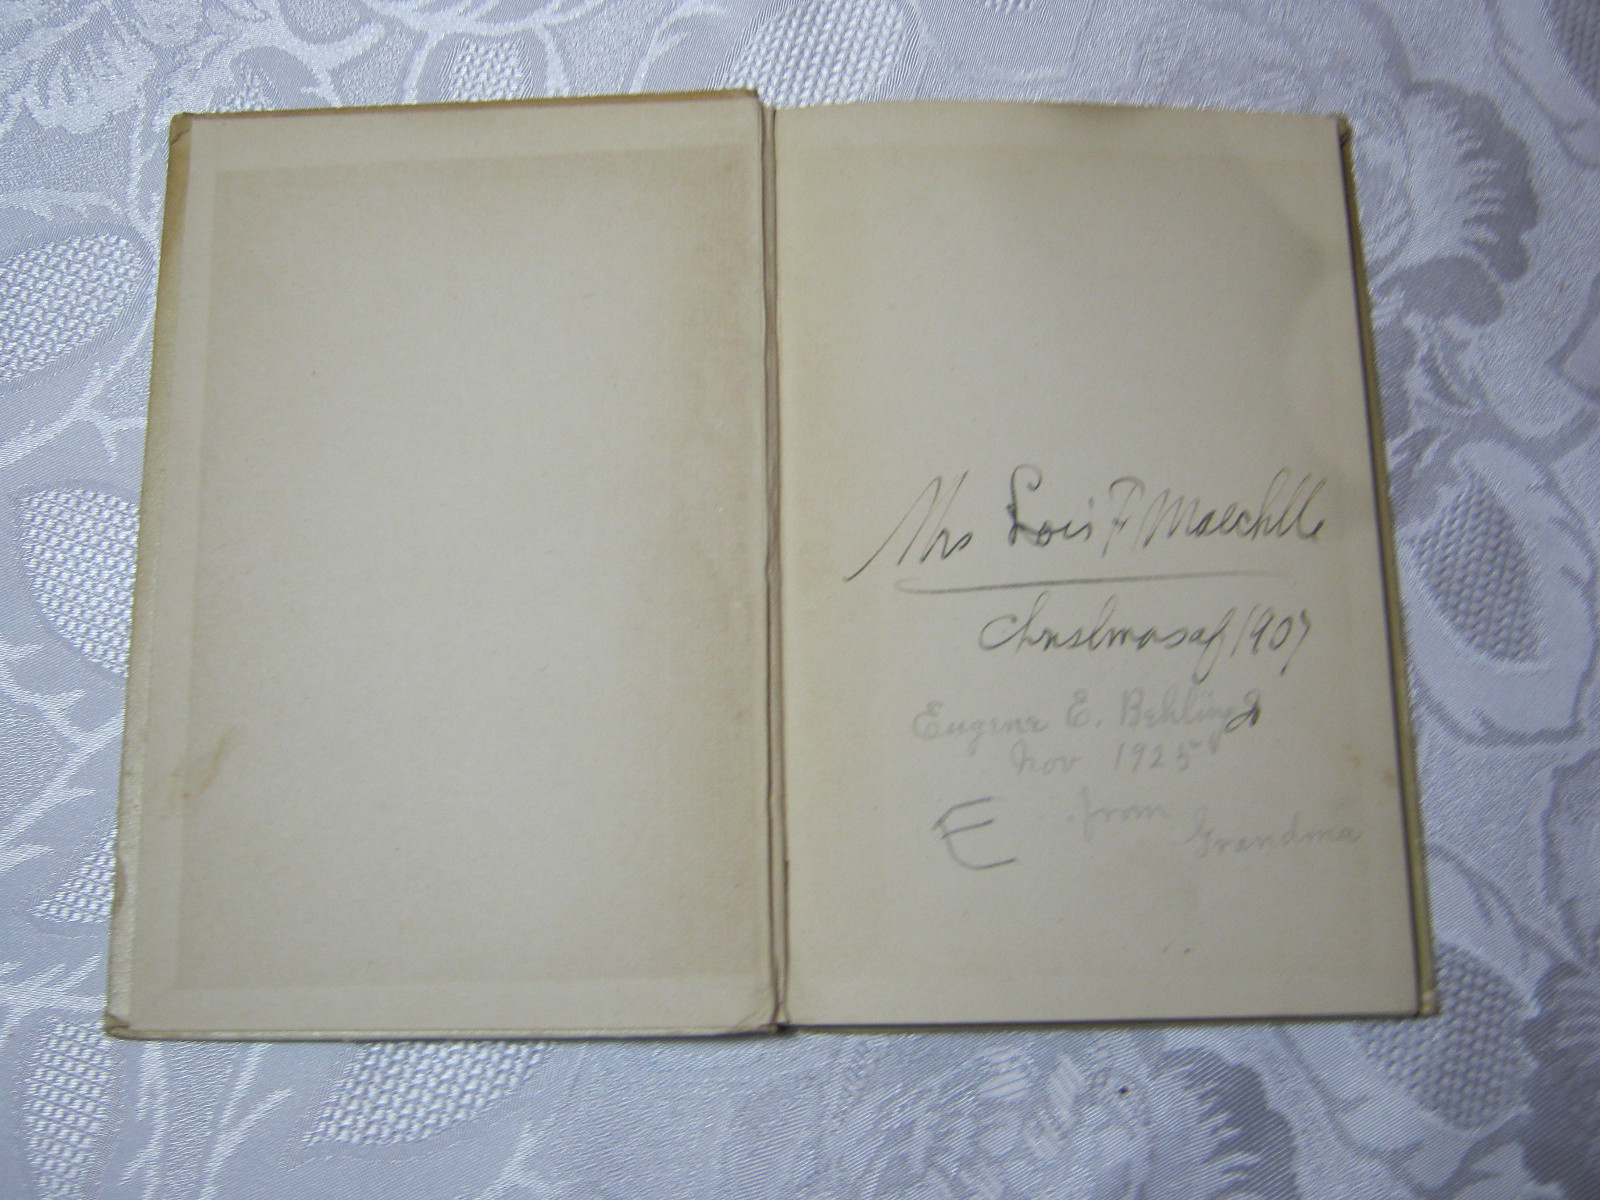 Mrs Lois F Maechtle
Christmas of 1907
Eugene E. Behling
Nov 1925
E from
Grandma